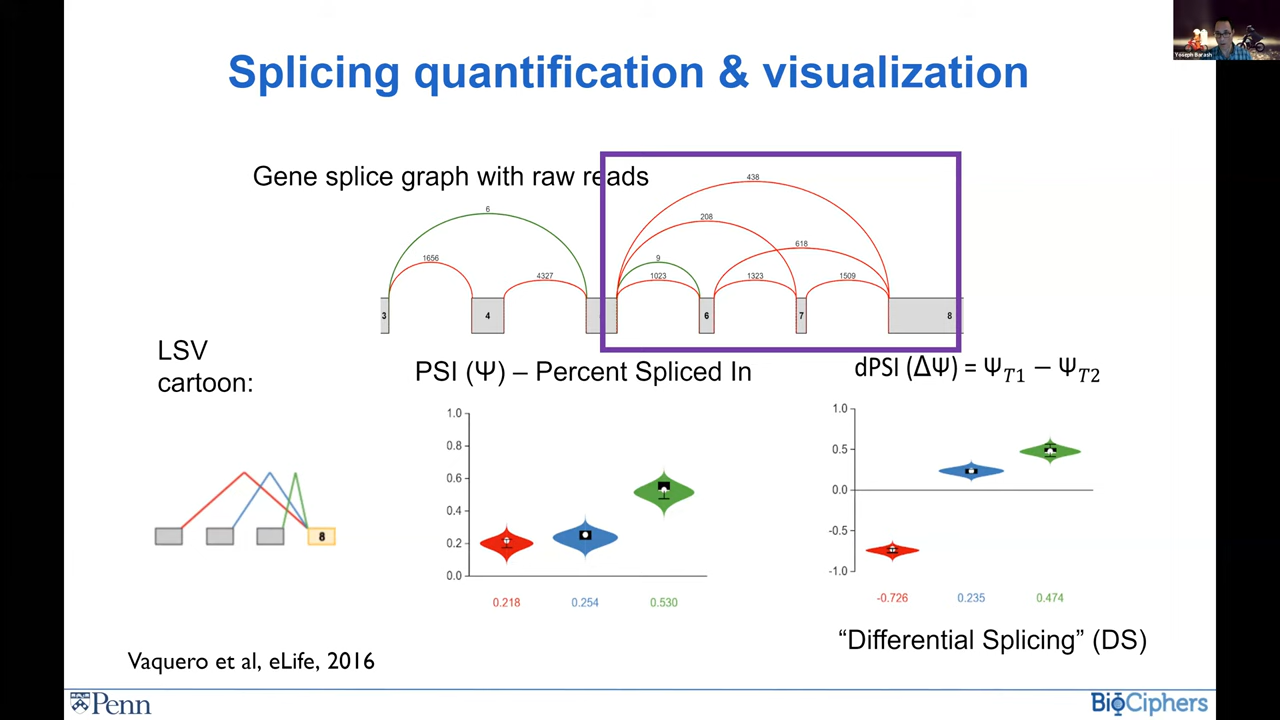 Yoseph Barash
Splicing quantification & visualization
Gene splice graph with raw reads
438
6
208
618
1656
9
4327
1023
1323
1509
3
4
6
7
8
LSV
cartoon:
PSI (Ψ) – Percent Spliced In
dPSI (ΔΨ) = Ψ_T1 − Ψ_T2
8
1.0
0.8
0.6
0.4
0.2
0.0
0.218 0.254 0.530
1.0
0.5
0.0
-0.5
-1.0
-0.726 0.235 0.474
“Differential Splicing” (DS)
Vaquero et al, eLife, 2016
Penn
BioCiphers